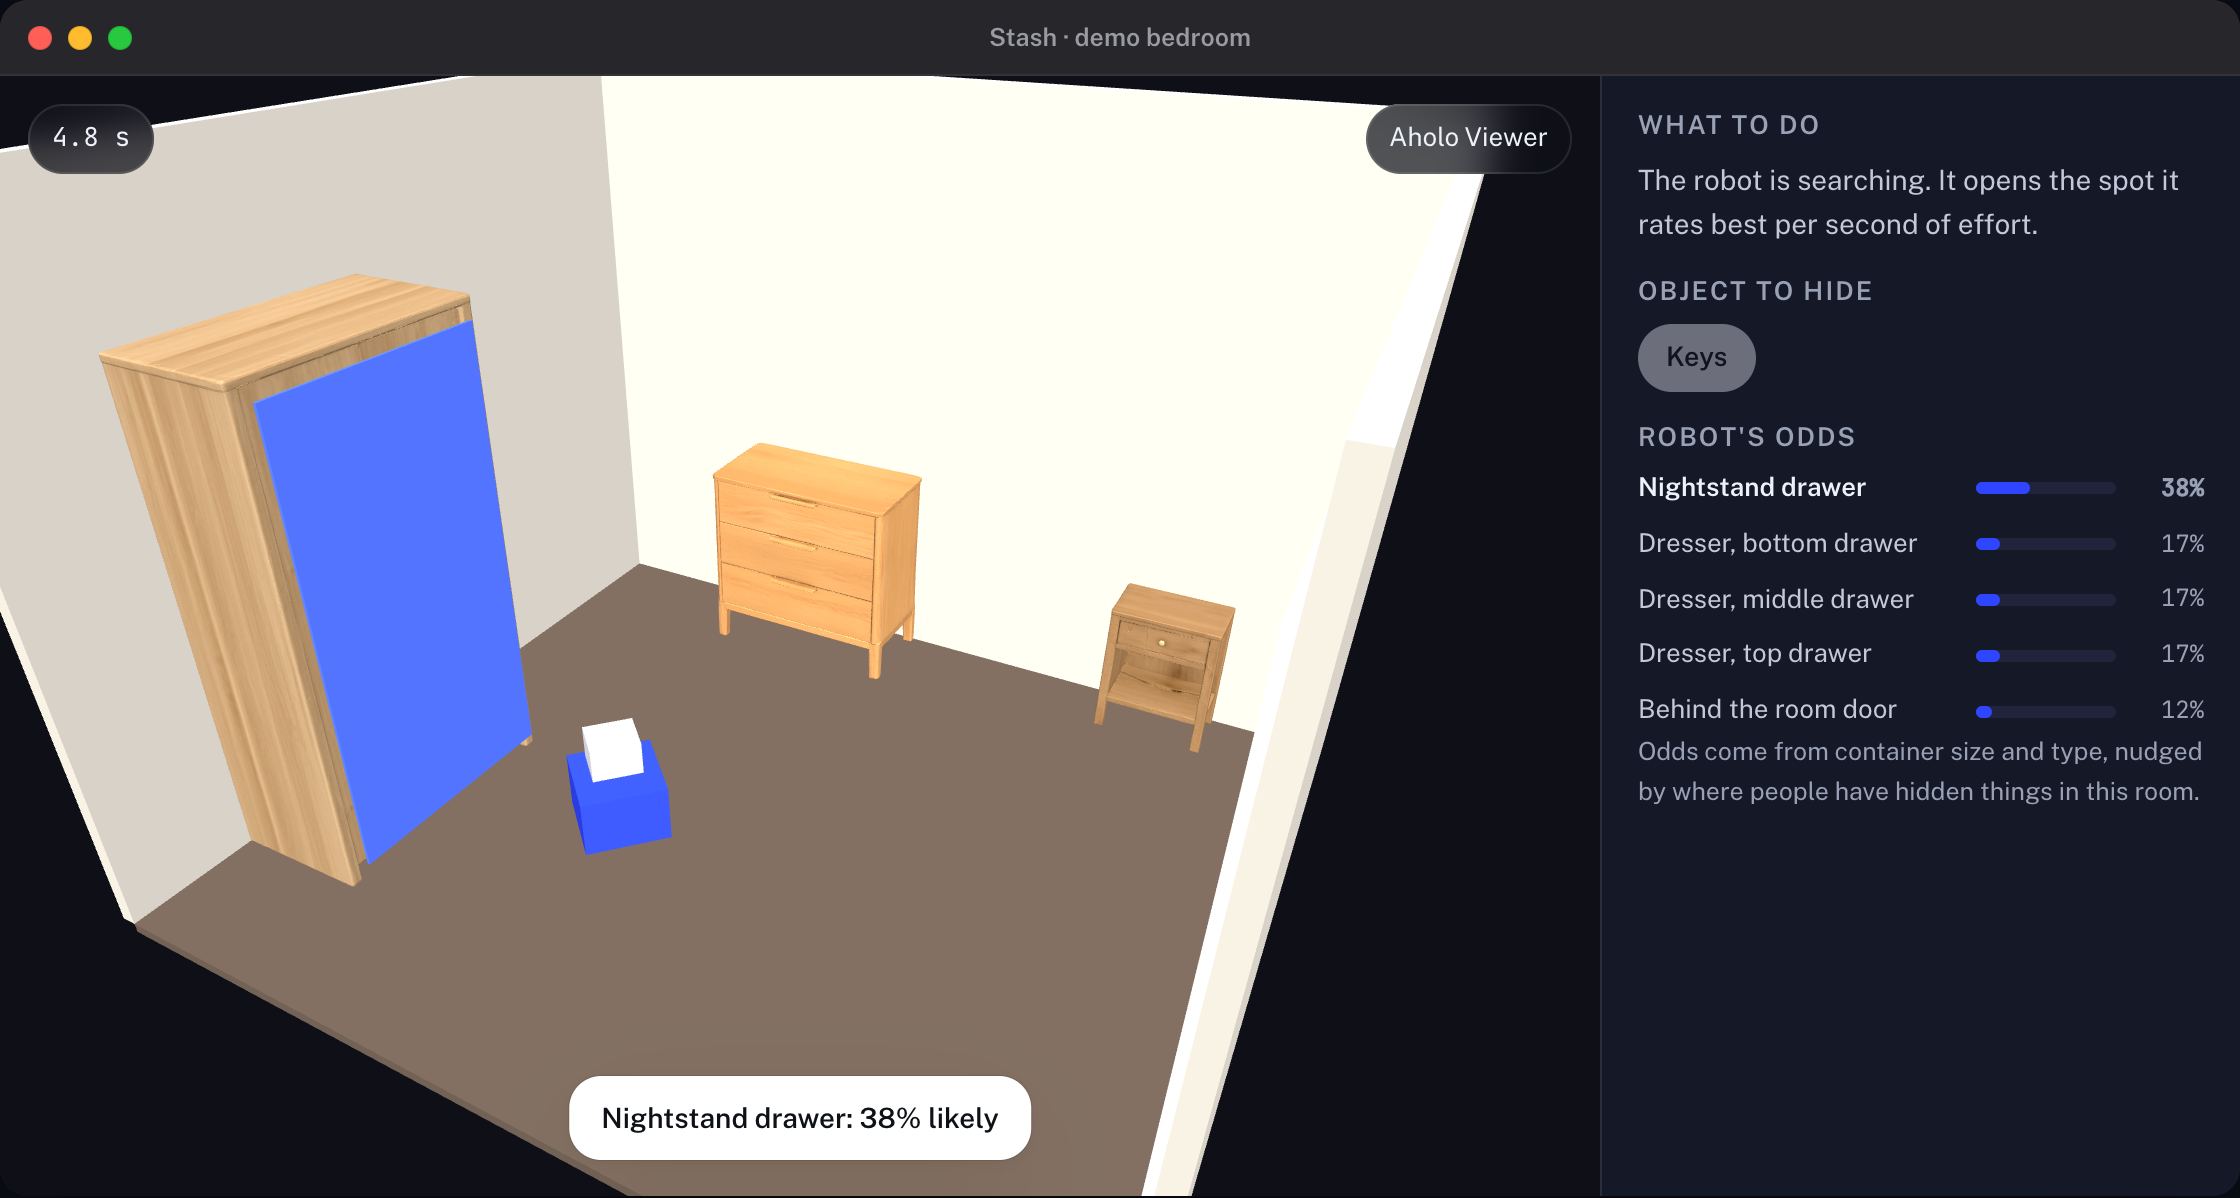 Stash · demo bedroom
4.8 s
Aholo Viewer
Nightstand drawer: 38% likely
WHAT TO DO
The robot is searching. It opens the spot it
rates best per second of effort.
OBJECT TO HIDE
Keys
ROBOT'S ODDS
Nightstand drawer 38%
Dresser, bottom drawer 17%
Dresser, middle drawer 17%
Dresser, top drawer 17%
Behind the room door 12%
Odds come from container size and type, nudged
by where people have hidden things in this room.